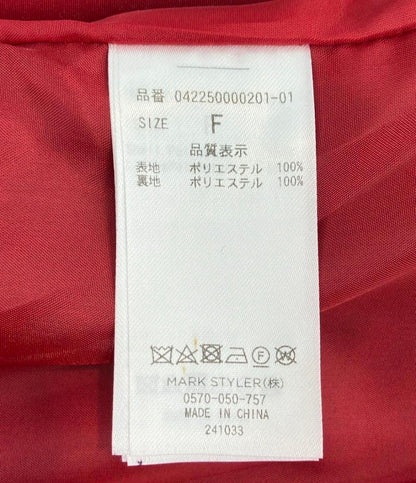 品番 042250000201-01
SIZE F
品質表示
表地 ポリエステル 100%
裏地 ポリエステル 100%
MARK STYLER(株)
0570-050-757
MADE IN CHINA
241033